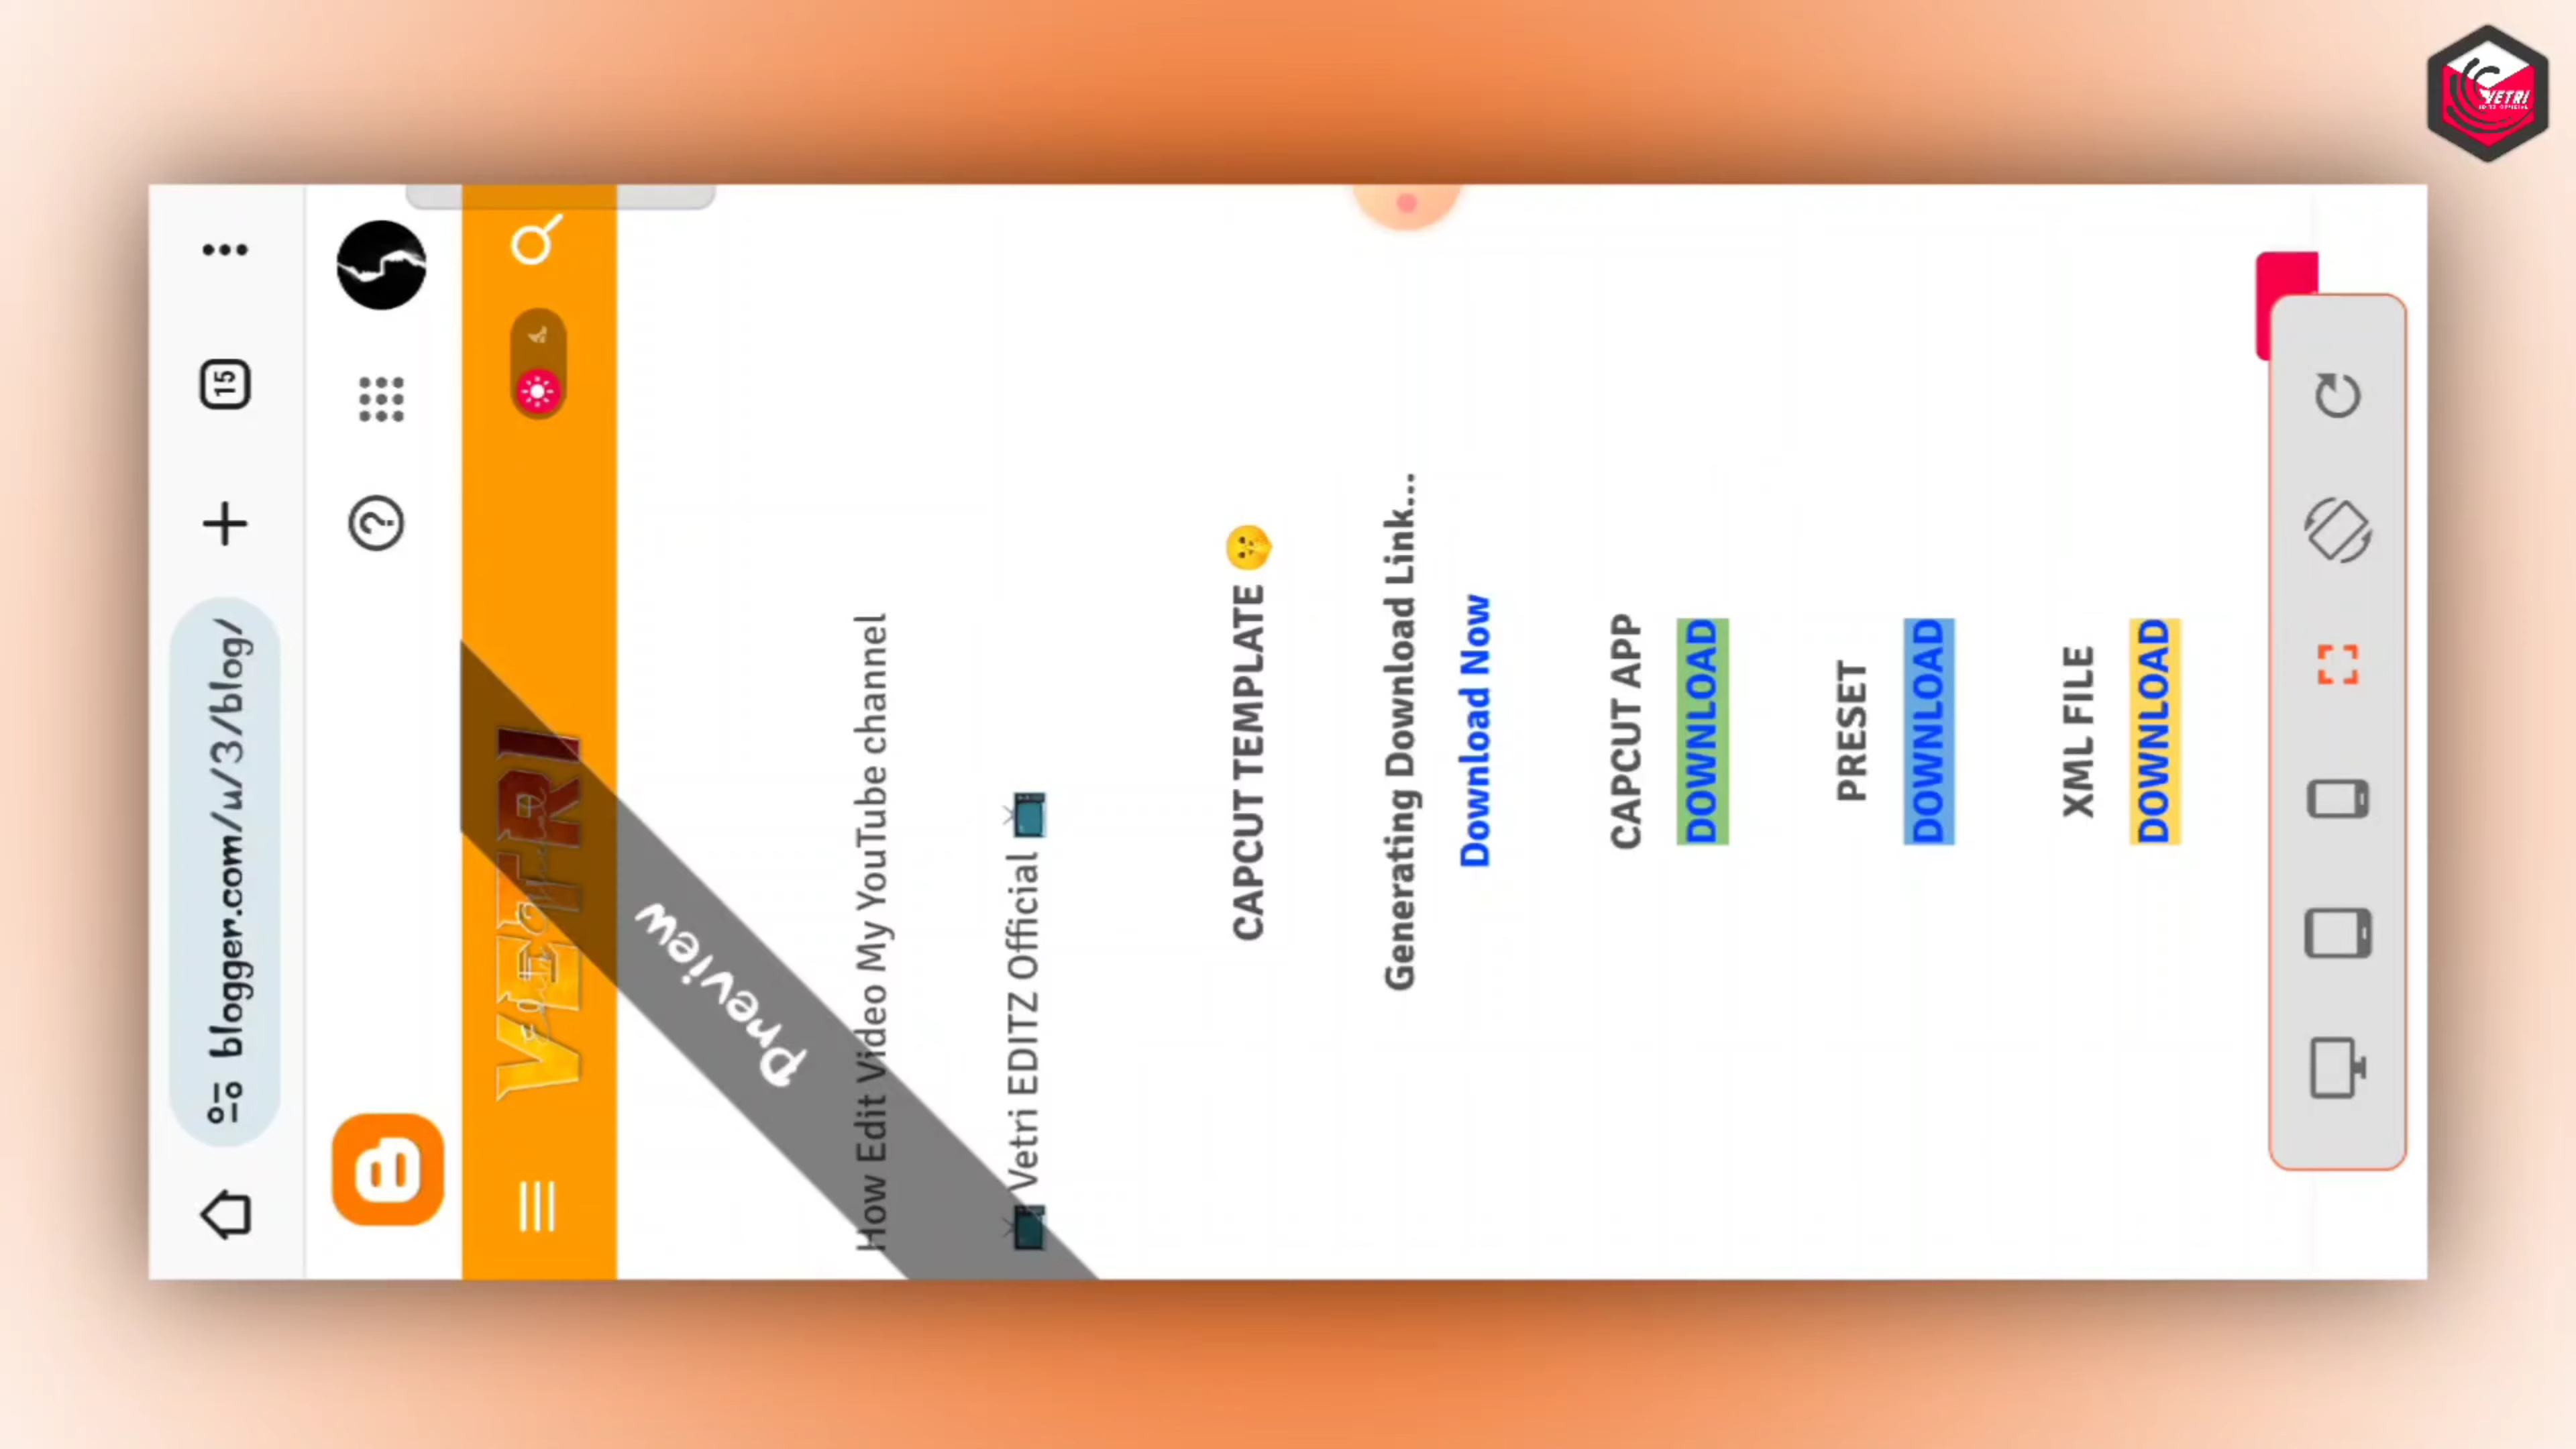 VETRI
15
blogger.com/u/3/blog/
VETRI
Preview
How Edit Video My YouTube channel
Vetri EDITZ Official
CAPCUT TEMPLATE
Generating Download Link...
Download Now
CAPCUT APP
DOWNLOAD
PRESET
DOWNLOAD
XML FILE
DOWNLOAD